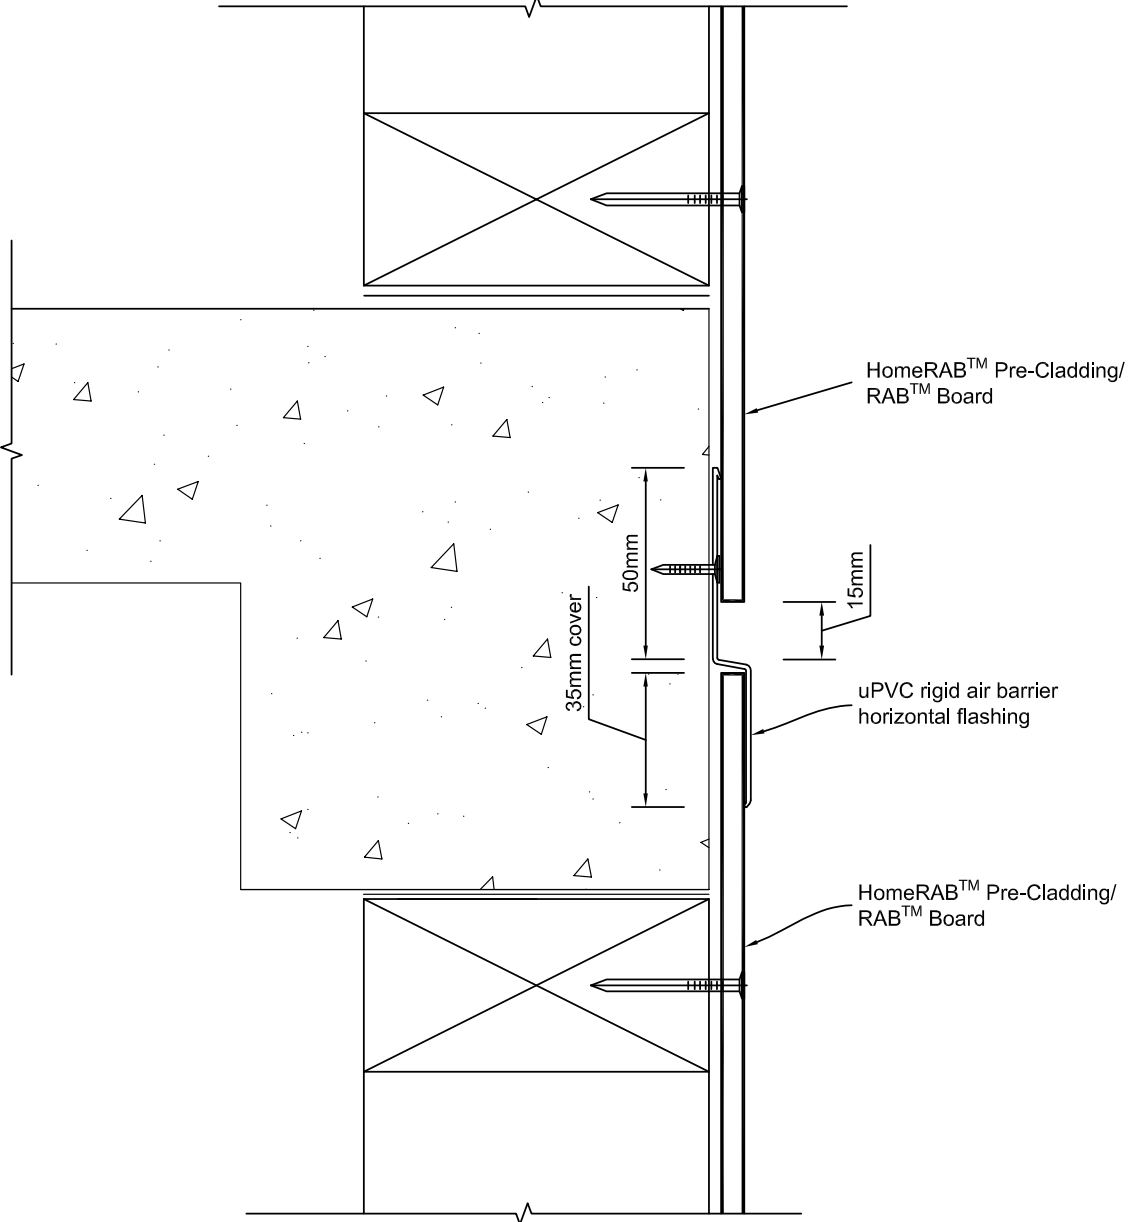 HomeRAB™ Pre-Cladding/
RAB™ Board
50mm
15mm
35mm cover
uPVC rigid air barrier
horizontal flashing
HomeRAB™ Pre-Cladding/
RAB™ Board